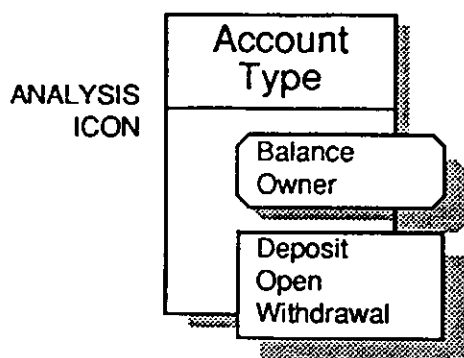 Account
Type
ANALYSIS
ICON
Balance
Owner
Deposit
Open
Withdrawal